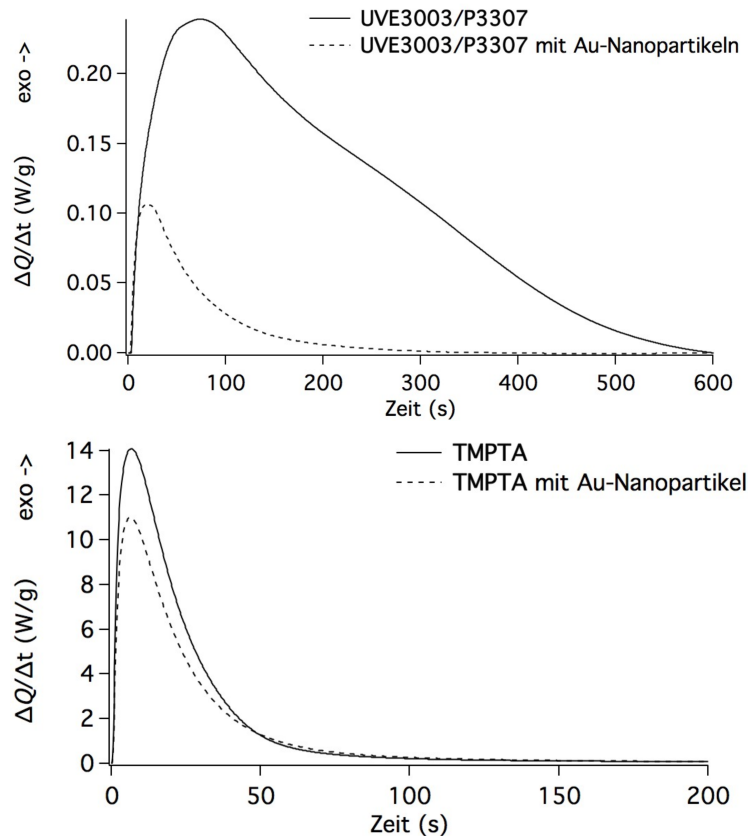 UVE3003/P3307
UVE3003/P3307 mit Au-Nanopartikeln
exo ->
ΔQ/Δt (W/g)
0.20
0.15
0.10
0.05
0.00
0 100 200 300 400 500 600
Zeit (s)
TMPTA
TMPTA mit Au-Nanopartikel
exo ->
ΔQ/Δt (W/g)
14
12
10
8
6
4
2
0
0 50 100 150 200
Zeit (s)